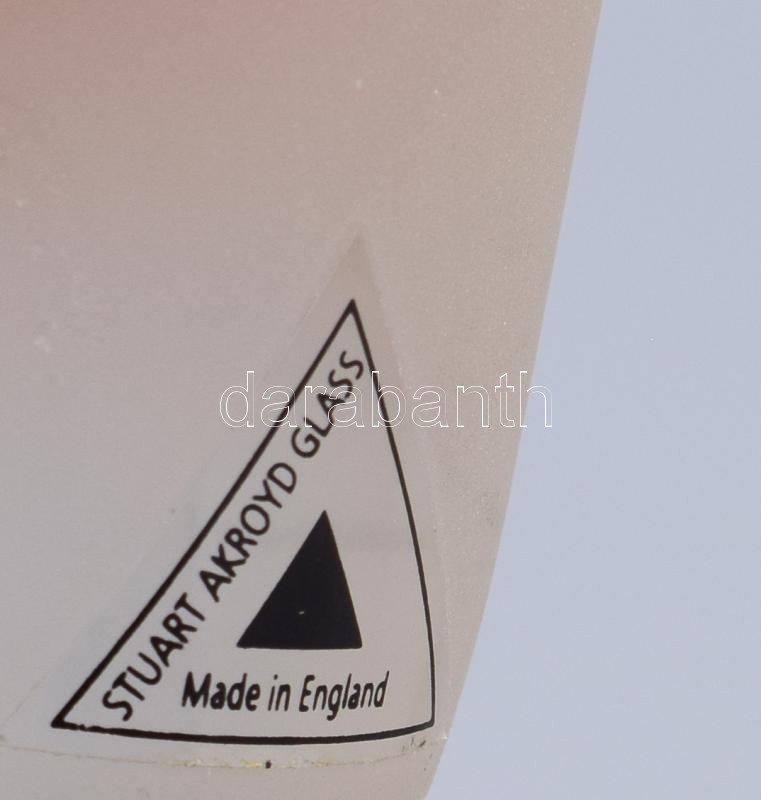 STUART AKROYD GLASS
Made in England
darabanth